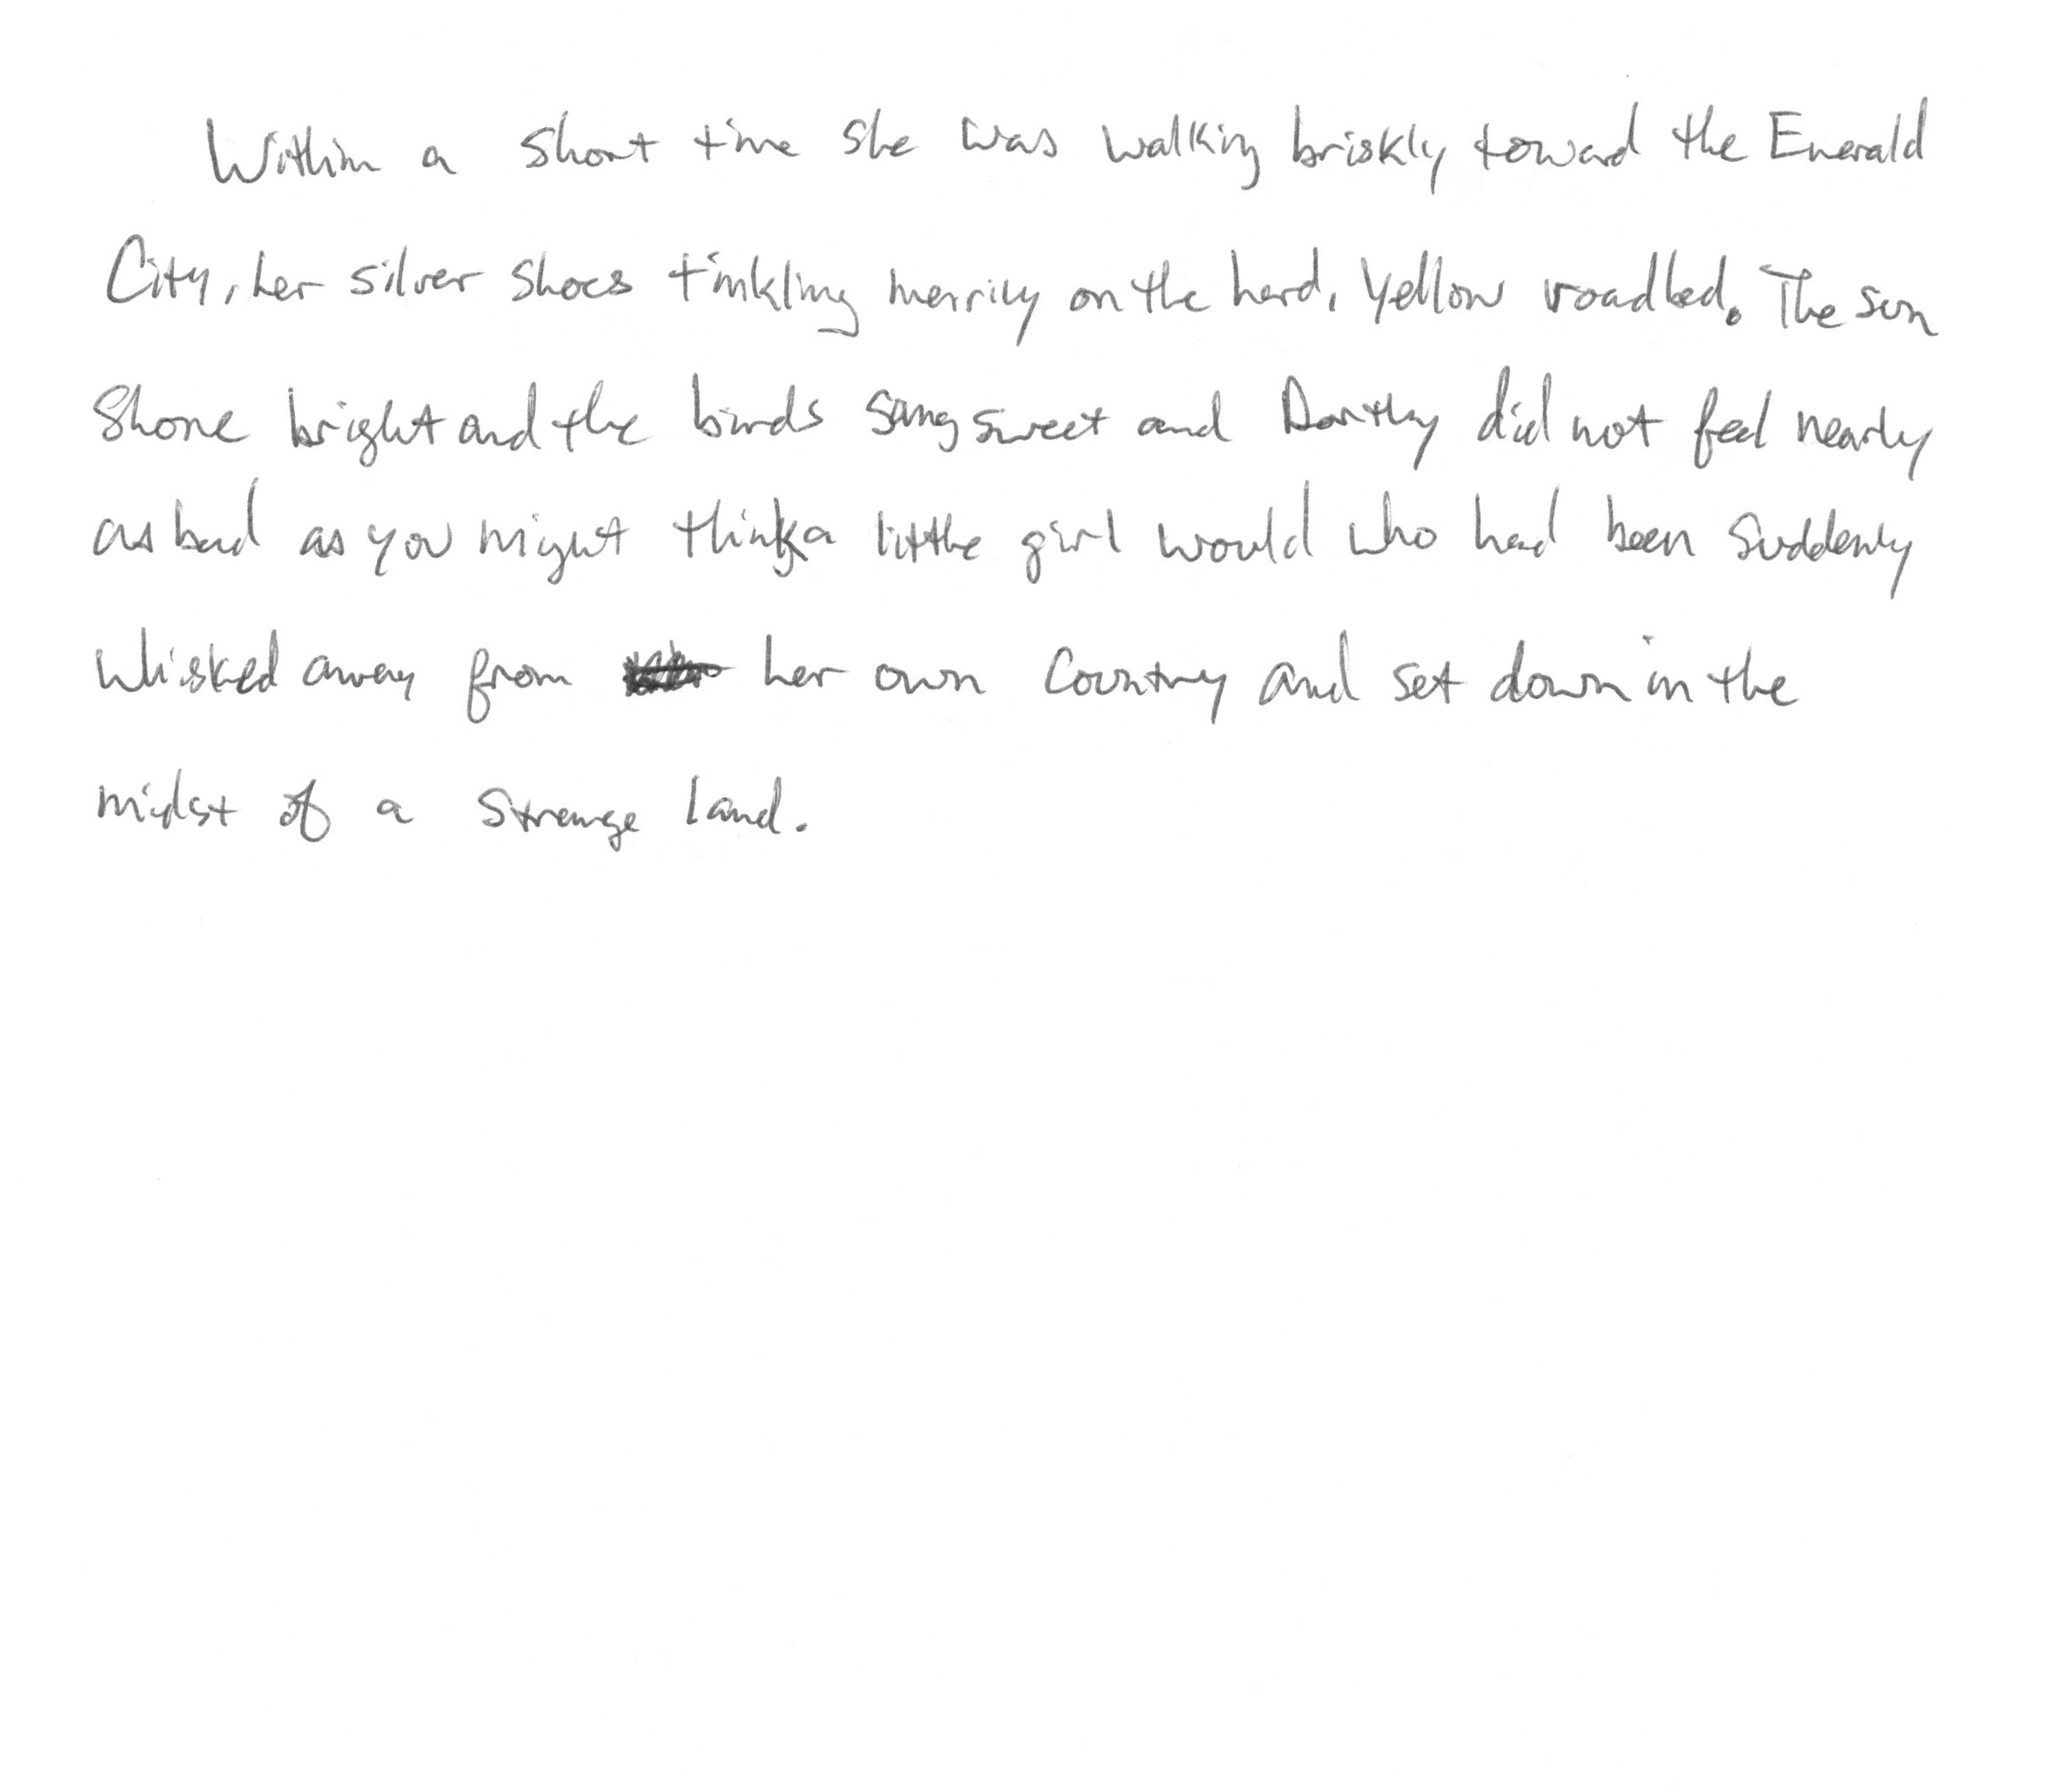 Within a short time she was walking briskly toward the Emerald
City, her silver shoes tinkling merrily on the hard, yellow roadbed. The sun
shone bright and the birds sang sweet and Dorothy did not feel nearly
as bad as you might think a little girl would who had been suddenly
whisked away from her own country and set down in the
midst of a strange land.